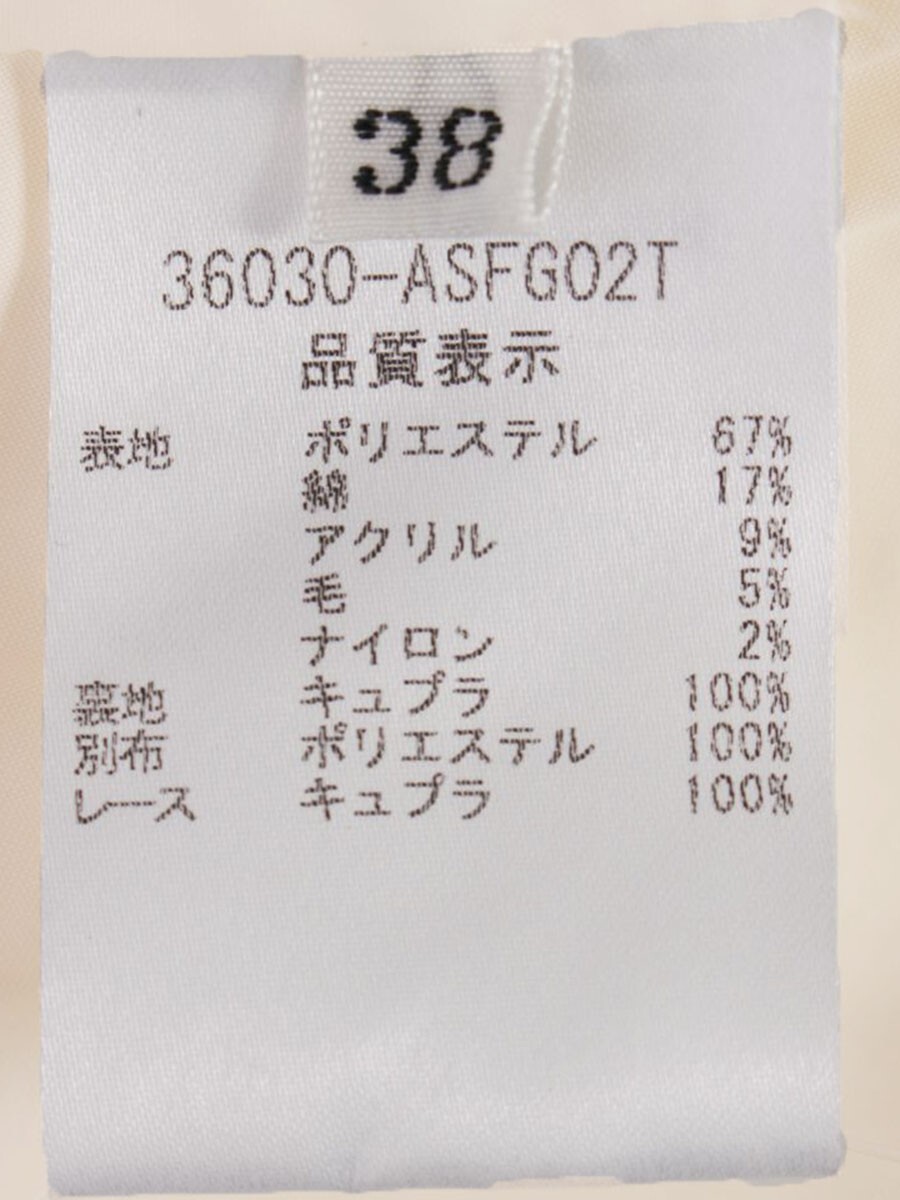 38
36030-ASFG02T
品質表示
表地 ポリエステル 67%
綿 17%
アクリル 9%
毛 5%
ナイロン 2%
裏地 キュプラ 100%
別布 ポリエステル 100%
レース キュプラ 100%